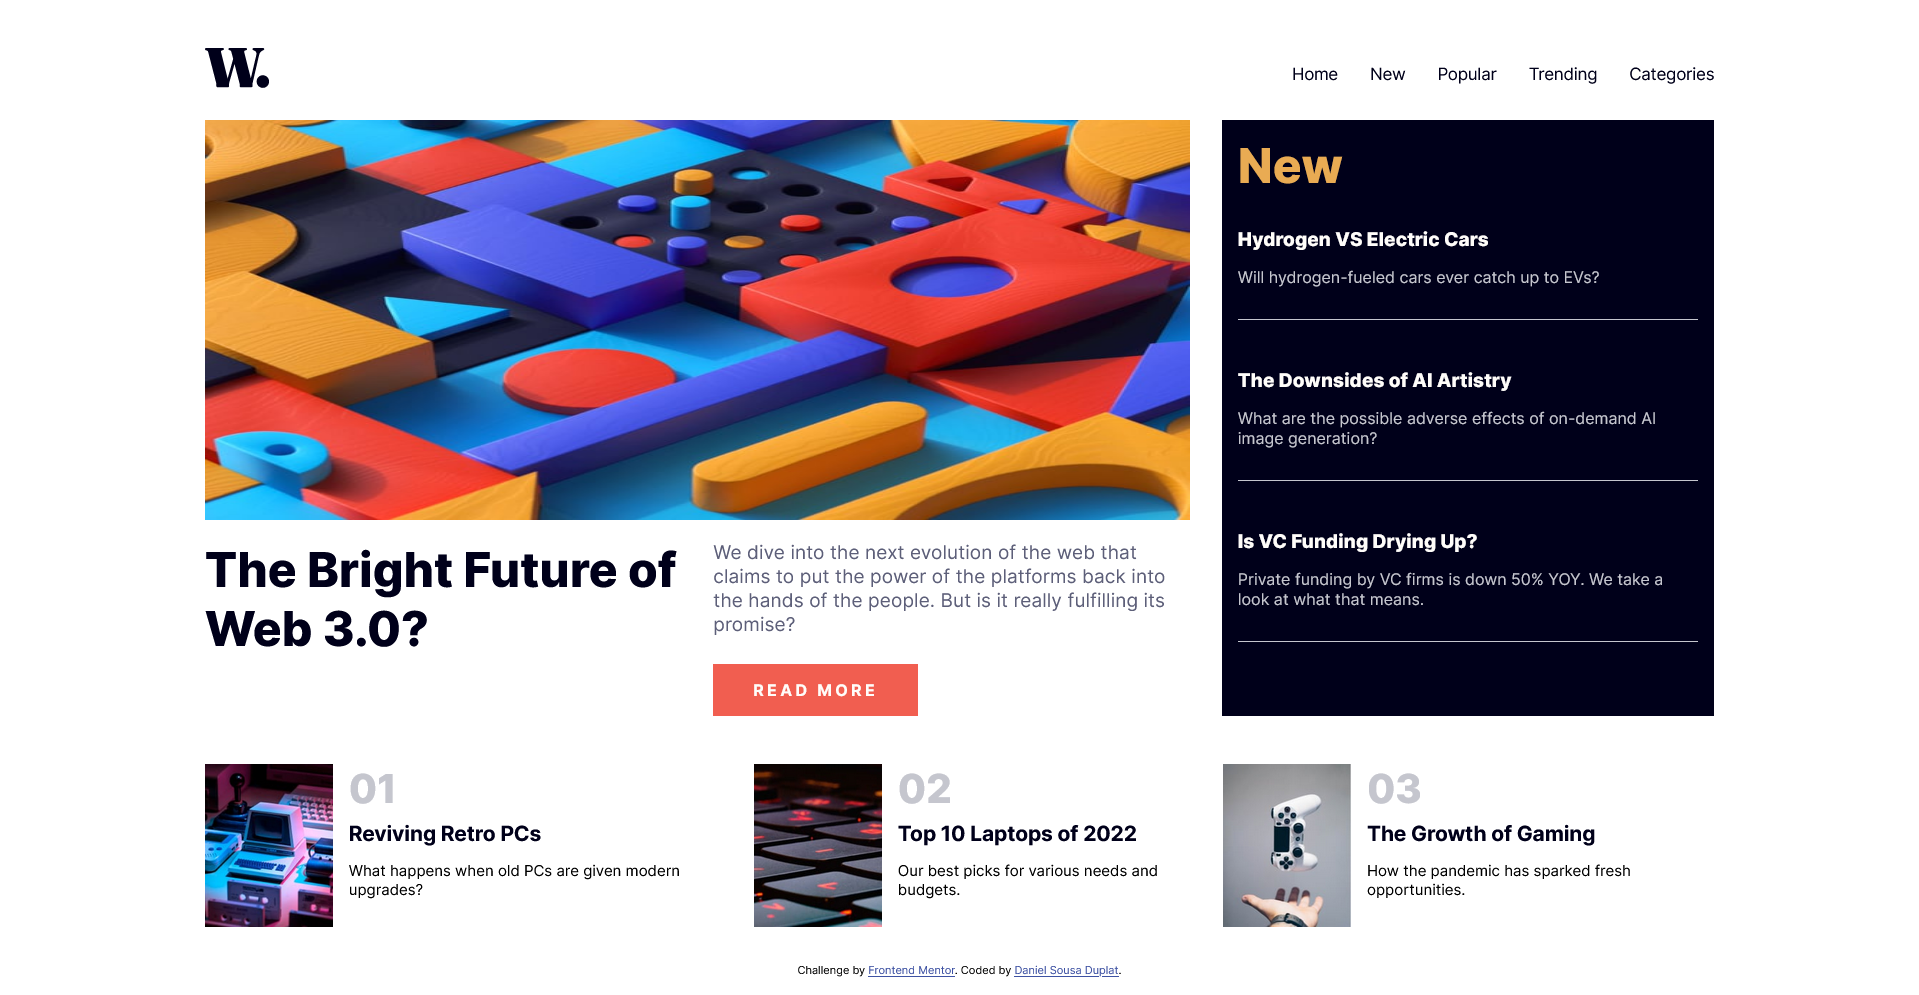 W.
Home New Popular Trending Categories
New
Hydrogen VS Electric Cars
Will hydrogen-fueled cars ever catch up to EVs?
The Downsides of AI Artistry
What are the possible adverse effects of on-demand AI
image generation?
Is VC Funding Drying Up?
Private funding by VC firms is down 50% YOY. We take a
look at what that means.
The Bright Future of
Web 3.0?
We dive into the next evolution of the web that
claims to put the power of the platforms back into
the hands of the people. But is it really fulfilling its
promise?
READ MORE
01
Reviving Retro PCs
What happens when old PCs are given modern
upgrades?
02
Top 10 Laptops of 2022
Our best picks for various needs and
budgets.
03
The Growth of Gaming
How the pandemic has sparked fresh
opportunities.
Challenge by Frontend Mentor. Coded by Daniel Sousa Duplat.